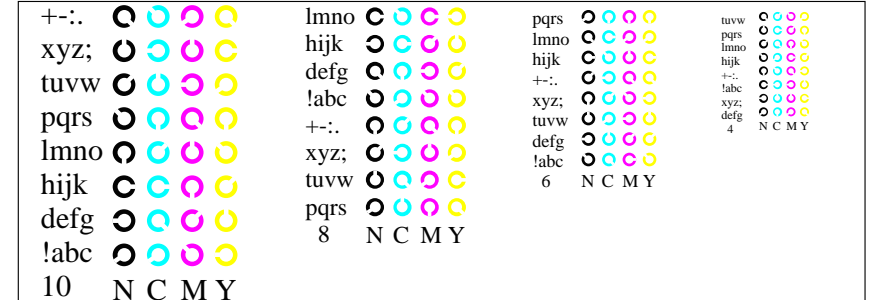 +-:.
xyz;
tuvw
pqrs
lmno
hijk
defg
!abc
10 N C M Y
lmno
hijk
defg
!abc
+-:.
xyz;
tuvw
pqrs
8 N C M Y
pqrs
lmno
hijk
+-:.
xyz;
tuvw
defg
!abc
6 N C M Y
tuvw
pqrs
lmno
hijk
+-:.
!abc
xyz;
defg
4 N C M Y